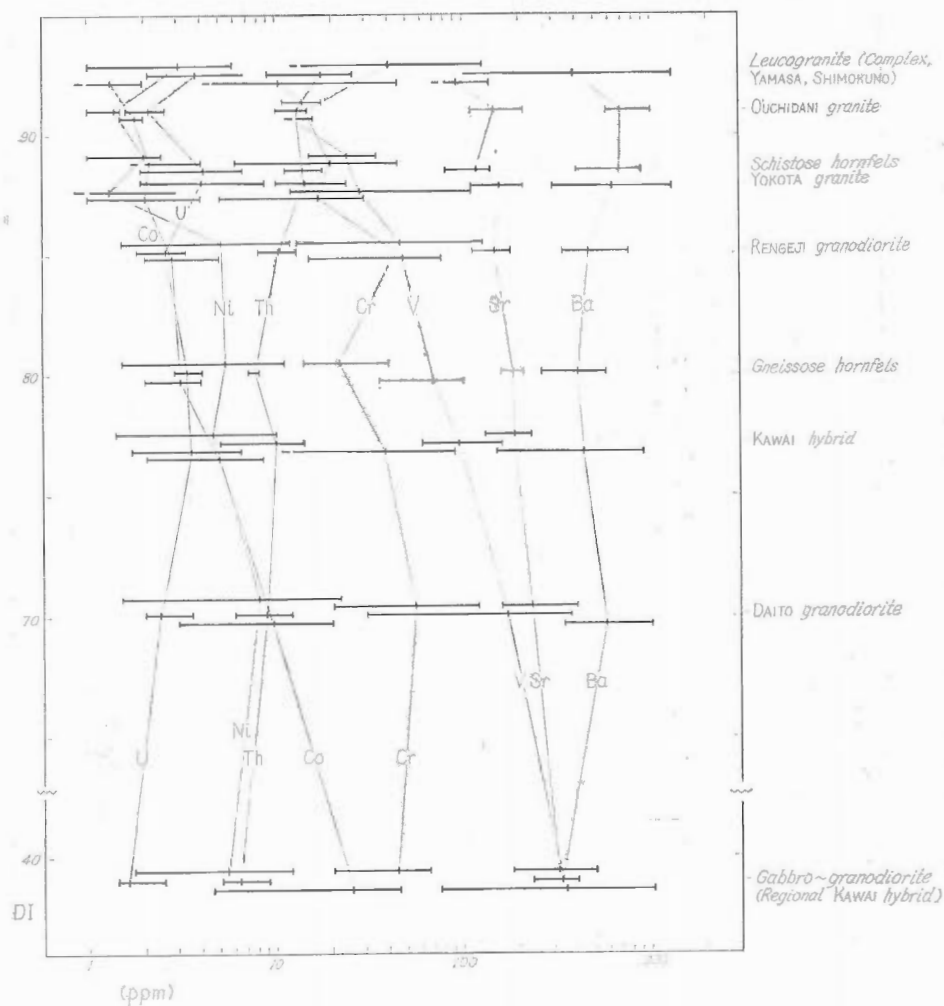 Leucogranite (Complex,
YAMASA, SHIMOKUNO)
O'UCHIDANI granite
90
Schistose hornfels
YOKOTA granite
U
Co
RENGEJI granodiorite
Ni Th Cr V Sr Ba
80
Gneissose hornfels
KAWAI hybrid
70
DAITO granodiorite
V Sr Ba
Ni
U Th Co Cr
40
Gabbro~granodiorite
(Regional KAWAI hybrid)
DI
1 10 100
(ppm)